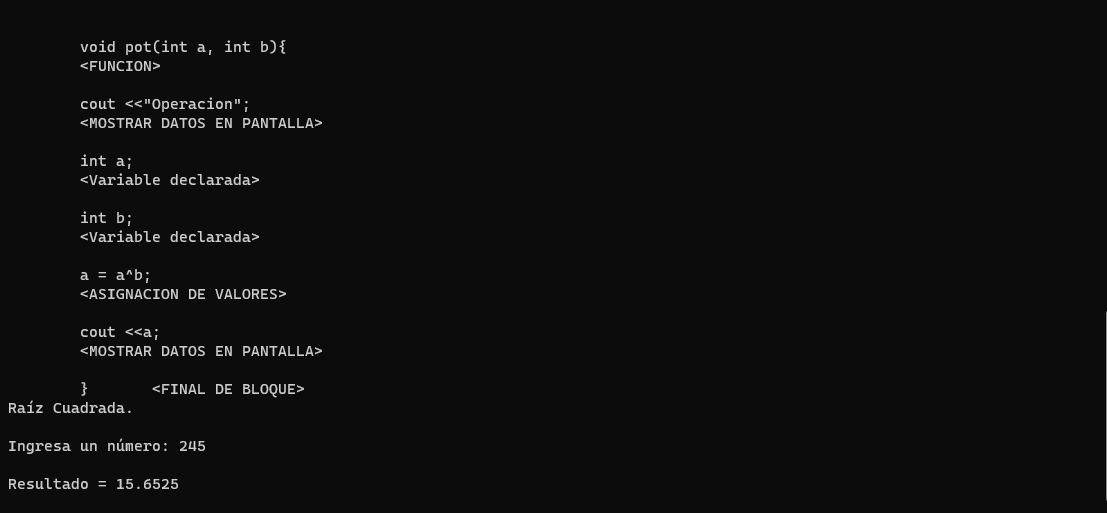 void pot(int a, int b){
<FUNCION>
cout <<"Operacion";
<MOSTRAR DATOS EN PANTALLA>
int a;
<Variable declarada>
int b;
<Variable declarada>
a = a^b;
<ASIGNACION DE VALORES>
cout <<a;
<MOSTRAR DATOS EN PANTALLA>
}       <FINAL DE BLOQUE>
Raíz Cuadrada.
Ingresa un número: 245
Resultado = 15.6525